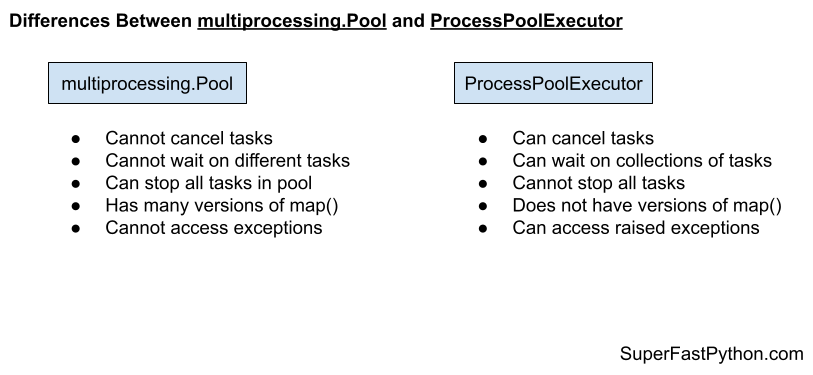 Differences Between multiprocessing.Pool and ProcessPoolExecutor
multiprocessing.Pool
● Cannot cancel tasks
● Cannot wait on different tasks
● Can stop all tasks in pool
● Has many versions of map()
● Cannot access exceptions
ProcessPoolExecutor
● Can cancel tasks
● Can wait on collections of tasks
● Cannot stop all tasks
● Does not have versions of map()
● Can access raised exceptions
SuperFastPython.com